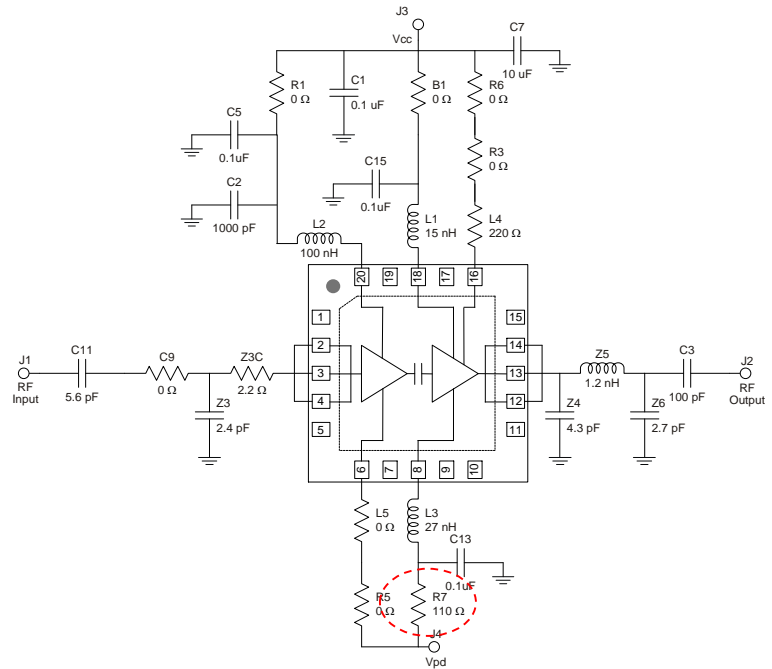 J3
Vcc
C7
10 uF
R1
0 Ω
C1
0.1 uF
B1
0 Ω
R6
0 Ω
C5
0.1uF
R3
0 Ω
C15
0.1uF
C2
1000 pF
L2
100 nH
L1
15 nH
L4
220 Ω
20
19
18
17
16
1
15
2
14
J1
RF
Input
C11
5.6 pF
C9
0 Ω
Z3C
2.2 Ω
3
13
Z5
1.2 nH
C3
100 pF
J2
RF
Output
Z3
2.4 pF
4
12
Z4
4.3 pF
Z6
2.7 pF
5
11
6
7
8
9
10
L5
0 Ω
L3
27 nH
C13
0.1uF
R5
0 Ω
R7
110 Ω
J4
Vpd